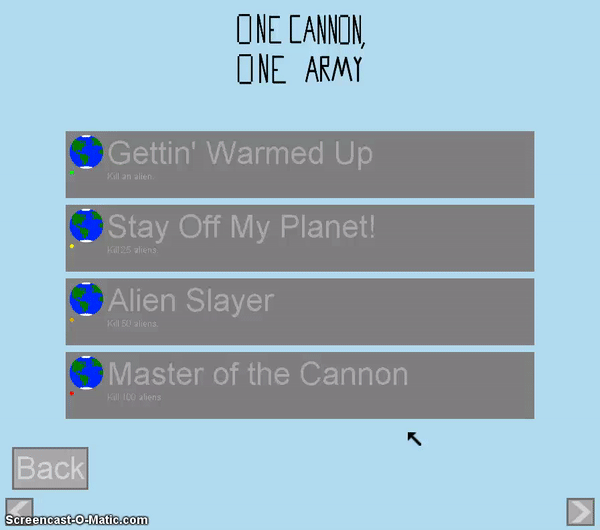 ONE CANNON,
ONE ARMY
Gettin' Warmed Up
Kill an alien.
Stay Off My Planet!
Kill 25 aliens.
Alien Slayer
Kill 50 aliens.
Master of the Cannon
Kill 100 aliens.
Back
Screencast-O-Matic.com